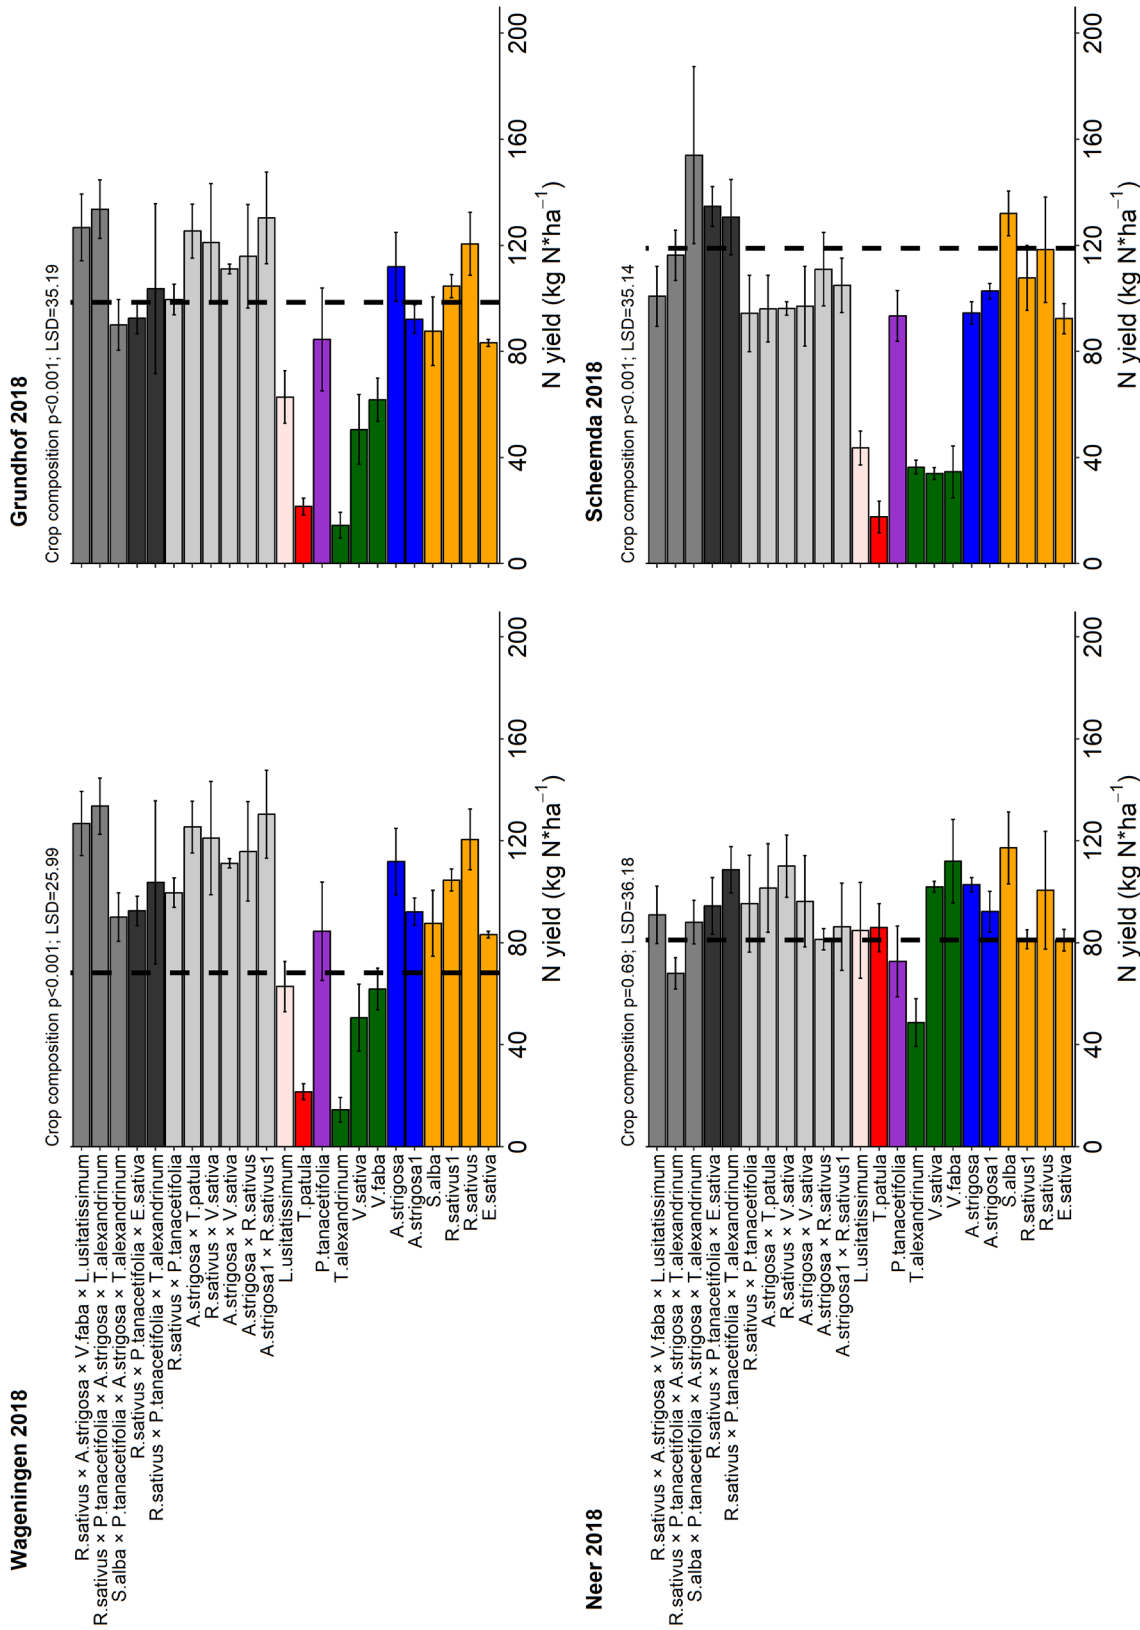 Wageningen 2018
Crop composition p<0.001; LSD=25.99
R.sativus × A.strigosa × V.faba × L.usitatissimum
R.sativus × P.tanacetifolia × A.strigosa × T.alexandrinum
S.alba × P.tanacetifolia × A.strigosa × T.alexandrinum
R.sativus × P.tanacetifolia × E.sativa
R.sativus × P.tanacetifolia × T.alexandrinum
R.sativus × P.tanacetifolia
A.strigosa × T.patula
R.sativus × V.sativa
A.strigosa × V.sativa
A.strigosa × R.sativus
A.strigosa1 × R.sativus1
L.usitatissimum
T.patula
P.tanacetifolia
T.alexandrinum
V.sativa
V.faba
A.strigosa
A.strigosa1
S.alba
R.sativus1
R.sativus
E.sativa
0 40 80 120 160 200
N yield (kg N*ha⁻¹)
Grundhof 2018
Crop composition p<0.001; LSD=35.19
0 40 80 120 160 200
N yield (kg N*ha⁻¹)
Neer 2018
Crop composition p=0.69; LSD=36.18
R.sativus × A.strigosa × V.faba × L.usitatissimum
R.sativus × P.tanacetifolia × A.strigosa × T.alexandrinum
S.alba × P.tanacetifolia × A.strigosa × T.alexandrinum
R.sativus × P.tanacetifolia × E.sativa
R.sativus × P.tanacetifolia × T.alexandrinum
R.sativus × P.tanacetifolia
A.strigosa × T.patula
R.sativus × V.sativa
A.strigosa × V.sativa
A.strigosa × R.sativus
A.strigosa1 × R.sativus1
L.usitatissimum
T.patula
P.tanacetifolia
T.alexandrinum
V.sativa
V.faba
A.strigosa
A.strigosa1
S.alba
R.sativus1
R.sativus
E.sativa
0 40 80 120 160 200
N yield (kg N*ha⁻¹)
Scheemda 2018
Crop composition p<0.001; LSD=35.14
0 40 80 120 160 200
N yield (kg N*ha⁻¹)